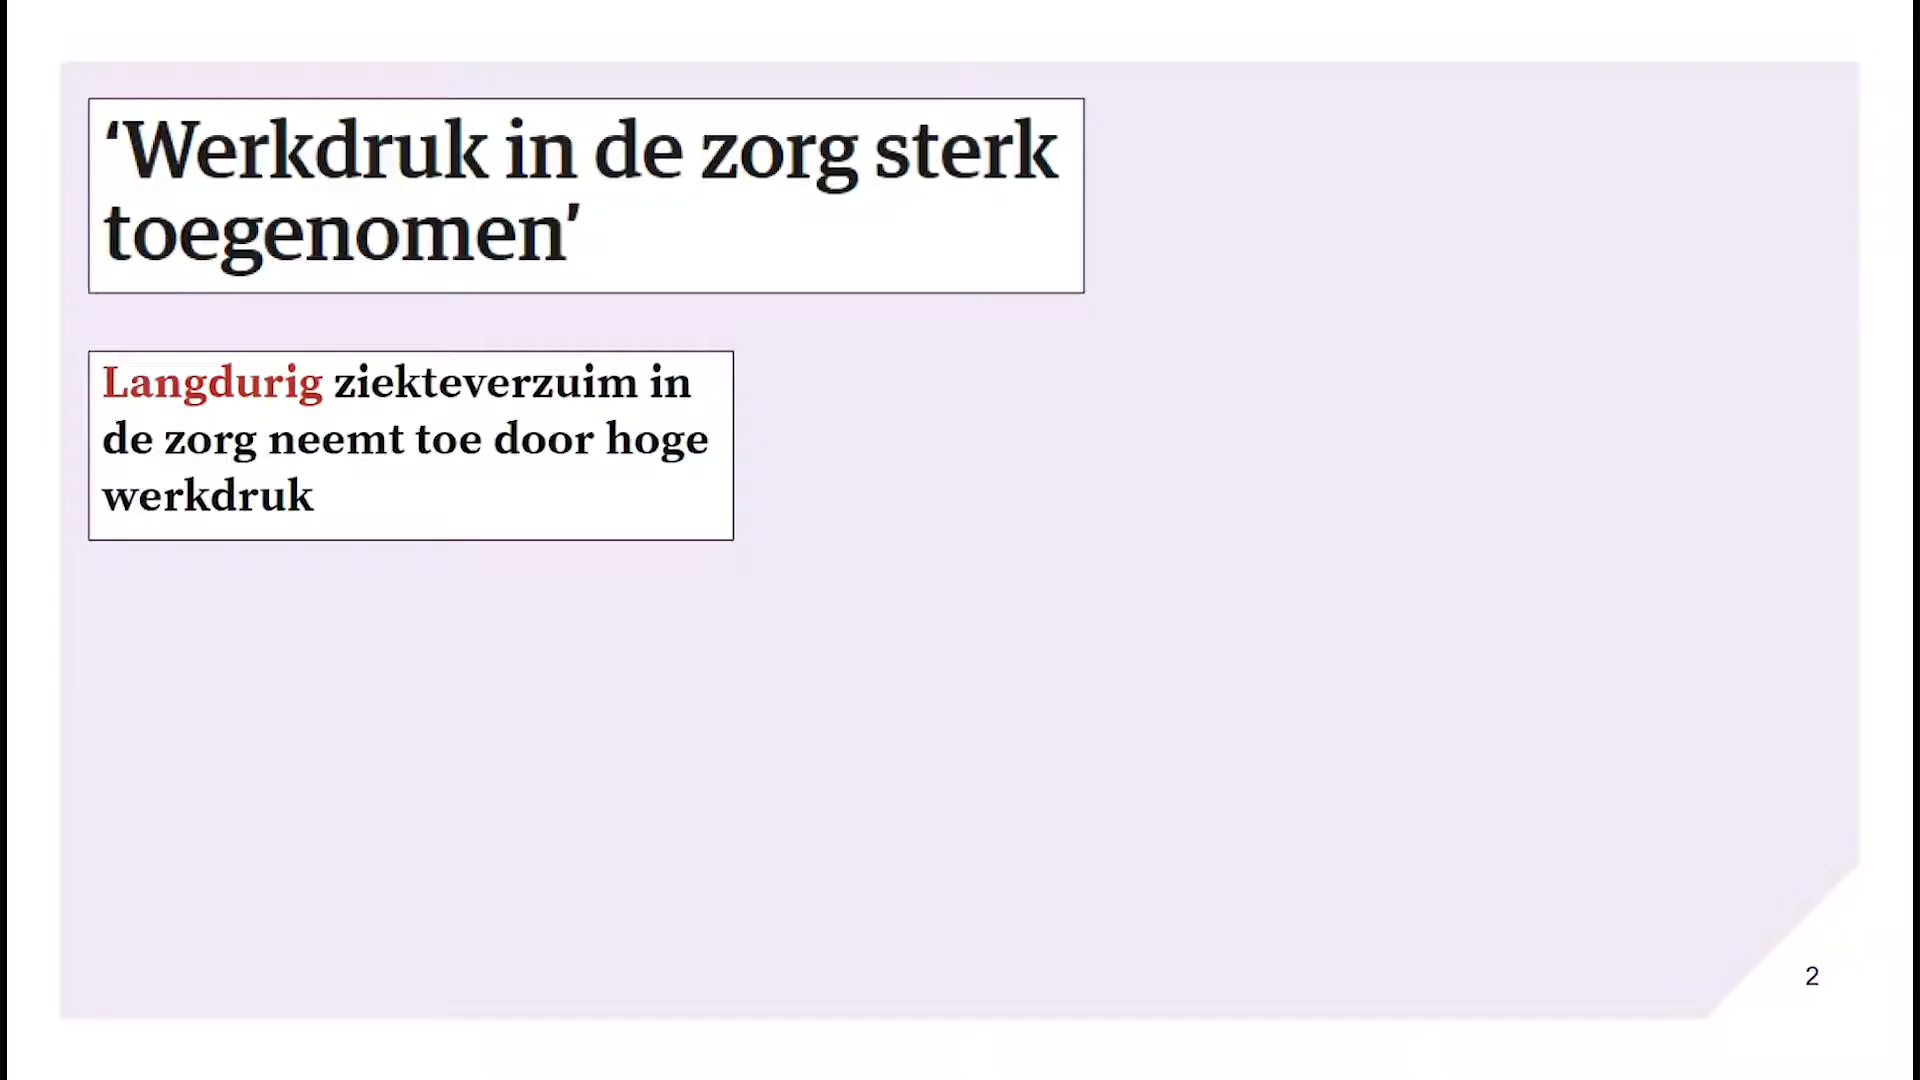 ‘Werkdruk in de zorg sterk
toegenomen’
Langdurig ziekteverzuim in
de zorg neemt toe door hoge
werkdruk
2